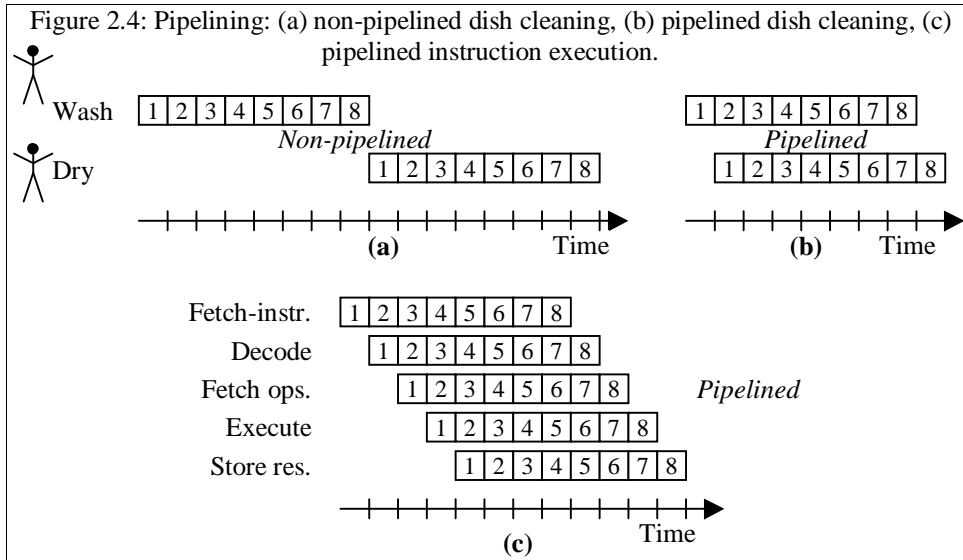 Figure 2.4: Pipelining: (a) non-pipelined dish cleaning, (b) pipelined dish cleaning, (c)
pipelined instruction execution.
Wash
1 2 3 4 5 6 7 8
Non-pipelined
Dry
1 2 3 4 5 6 7 8
Time
(a)
1 2 3 4 5 6 7 8
Pipelined
1 2 3 4 5 6 7 8
Time
(b)
Fetch-instr. 1 2 3 4 5 6 7 8
Decode 1 2 3 4 5 6 7 8
Fetch ops. 1 2 3 4 5 6 7 8 Pipelined
Execute 1 2 3 4 5 6 7 8
Store res. 1 2 3 4 5 6 7 8
Time
(c)